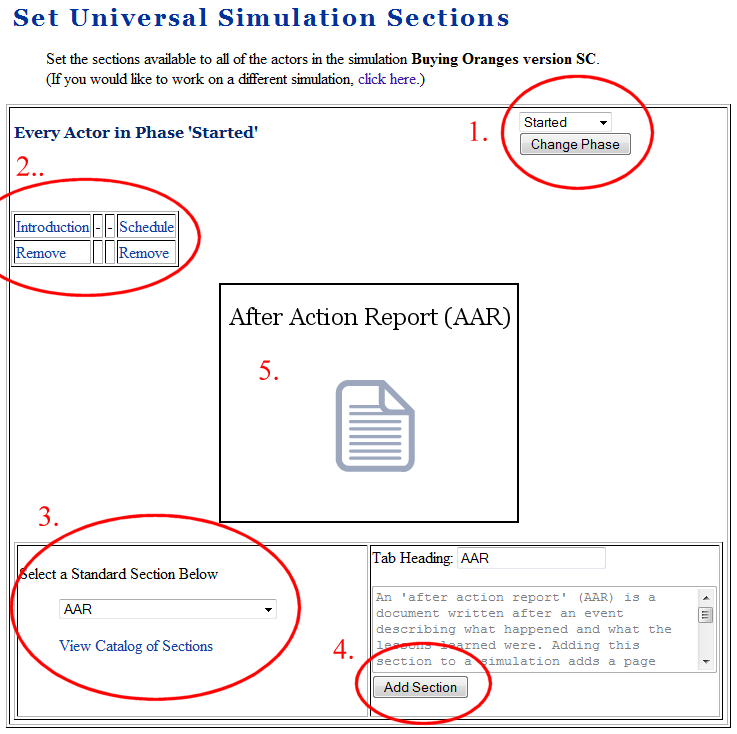 Set Universal Simulation Sections
Set the sections available to all of the actors in the simulation Buying Oranges version SC.
(If you would like to work on a different simulation, click here.)
Every Actor in Phase 'Started'
1.
Started
Change Phase
2..
Introduction - - Schedule
Remove Remove
After Action Report (AAR)
5.
3.
Select a Standard Section Below
AAR
View Catalog of Sections
Tab Heading: AAR
An 'after action report' (AAR) is a
document written after an event
describing what happened and what the
lessons learned were. Adding this
section to a simulation adds a page
4.
Add Section